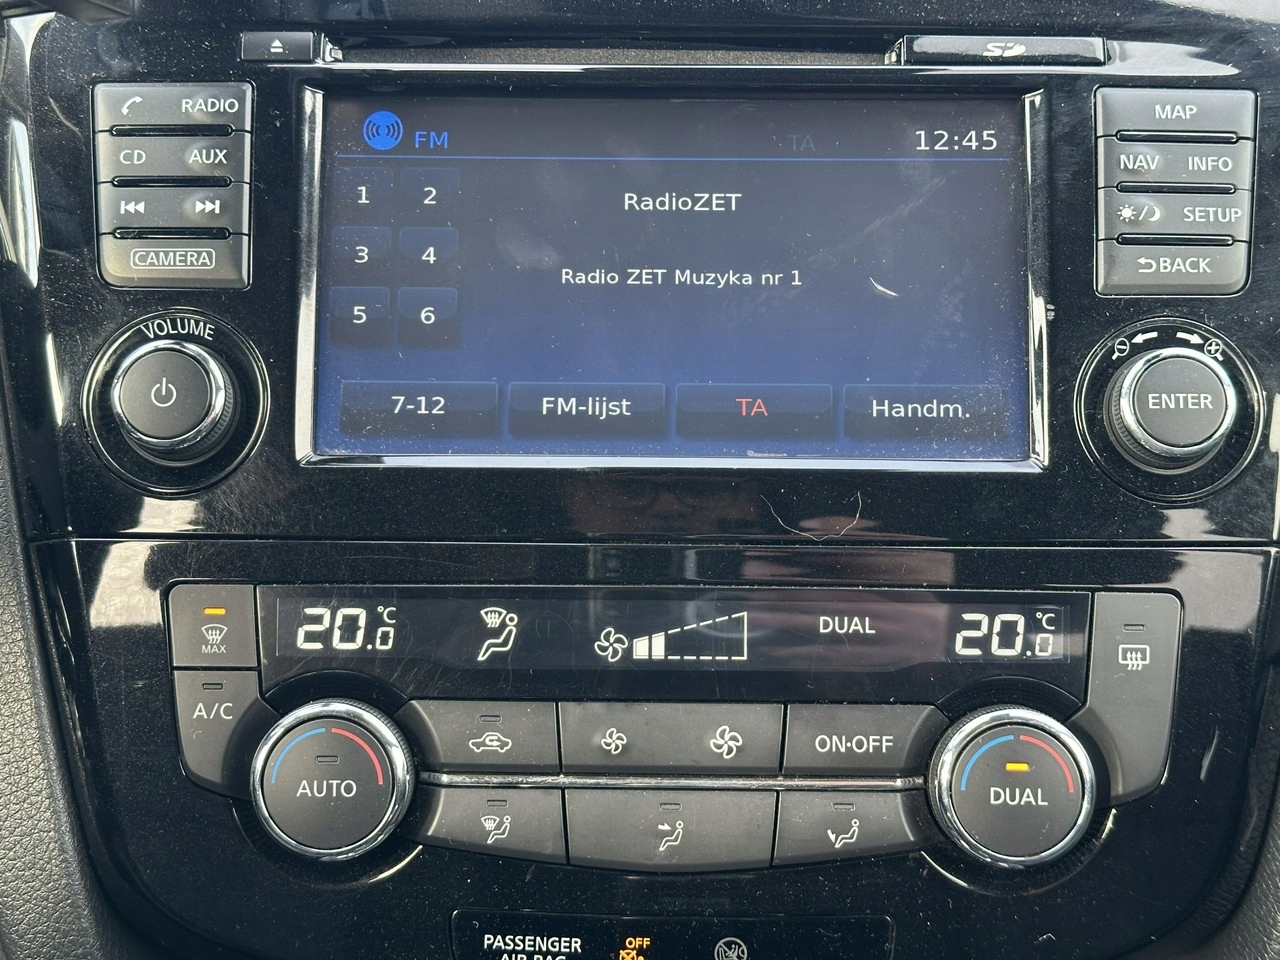 SD
RADIO
CD AUX
CAMERA
VOLUME
FM TA 12:45
1 2
3 4
5 6
RadioZET
Radio ZET Muzyka nr 1
7-12 FM-lijst TA Handm.
MAP
NAV INFO
SETUP
BACK
ENTER
MAX
20.0 °C
DUAL
20.0 °C
A/C
AUTO
ON·OFF
DUAL
PASSENGER
AIR BAG
OFF